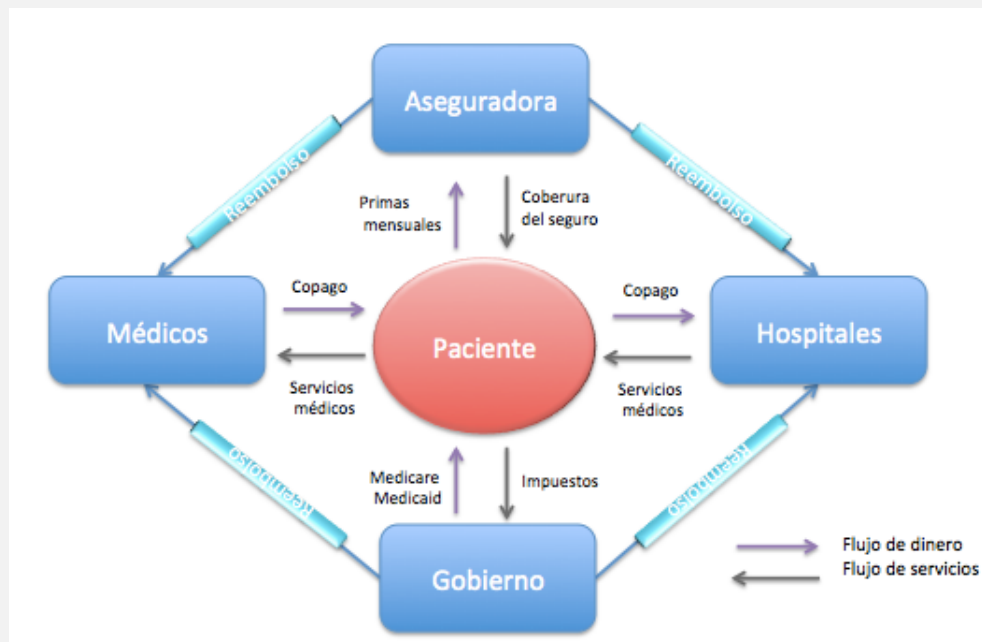 Aseguradora
Reembolso
Reembolso
Primas
mensuales
Coberura
del seguro
Médicos
Copago
Servicios
médicos
Paciente
Copago
Servicios
médicos
Hospitales
Reembolso
Reembolso
Medicare
Medicaid
Impuestos
Gobierno
Flujo de dinero
Flujo de servicios